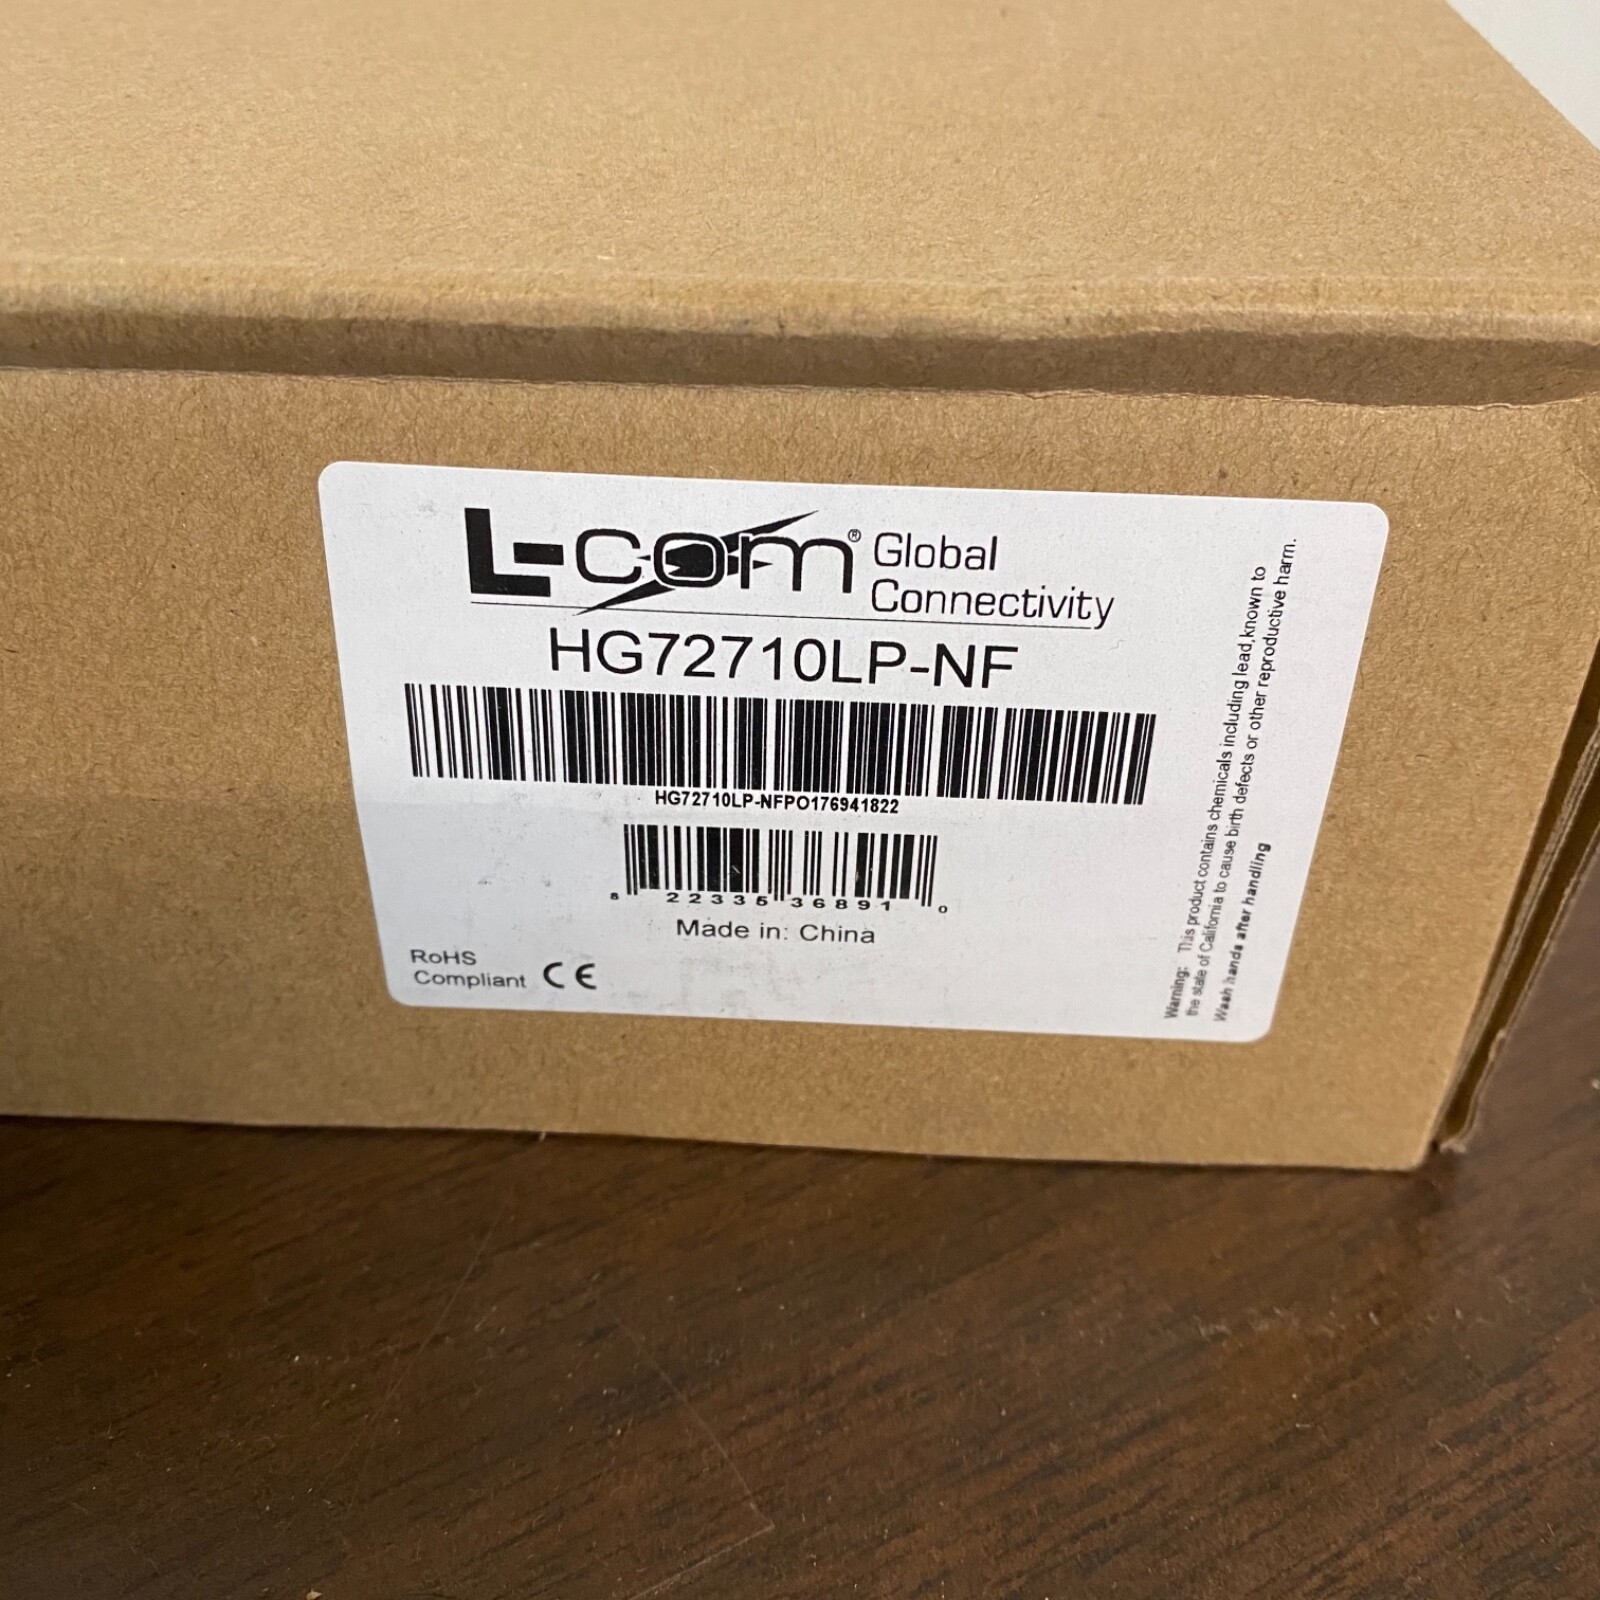 L-com® Global
Connectivity
HG72710LP-NF
HG72710LP-NFPO176941822
8 22335 36891 0
Made in: China
RoHS
Compliant CE
Warning: This product contains chemicals including lead,known to
the state of California to cause birth defects or other reproductive harm.
Wash hands after handling